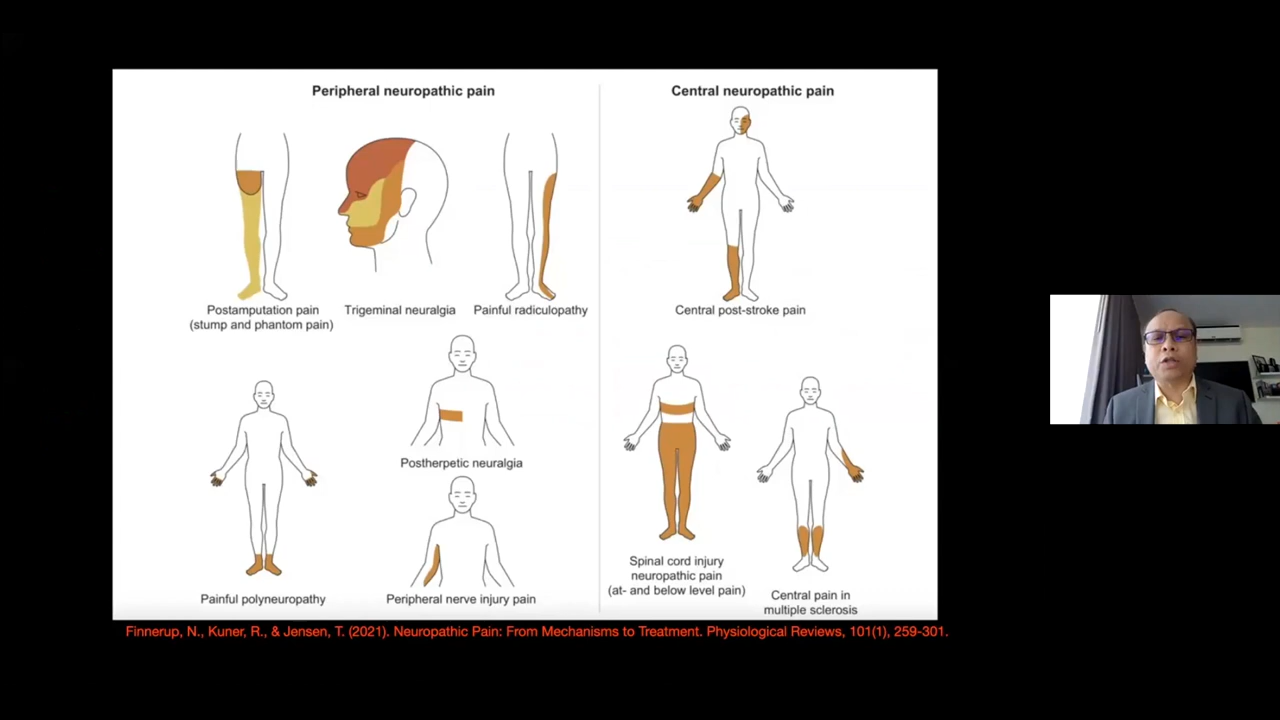 Peripheral neuropathic pain
Postamputation pain
(stump and phantom pain)
Trigeminal neuralgia
Painful radiculopathy
Postherpetic neuralgia
Painful polyneuropathy
Peripheral nerve injury pain
Central neuropathic pain
Central post-stroke pain
Spinal cord injury
neuropathic pain
(at- and below level pain)
Central pain in
multiple sclerosis
Finnerup, N., Kuner, R., & Jensen, T. (2021). Neuropathic Pain: From Mechanisms to Treatment. Physiological Reviews, 101(1), 259-301.